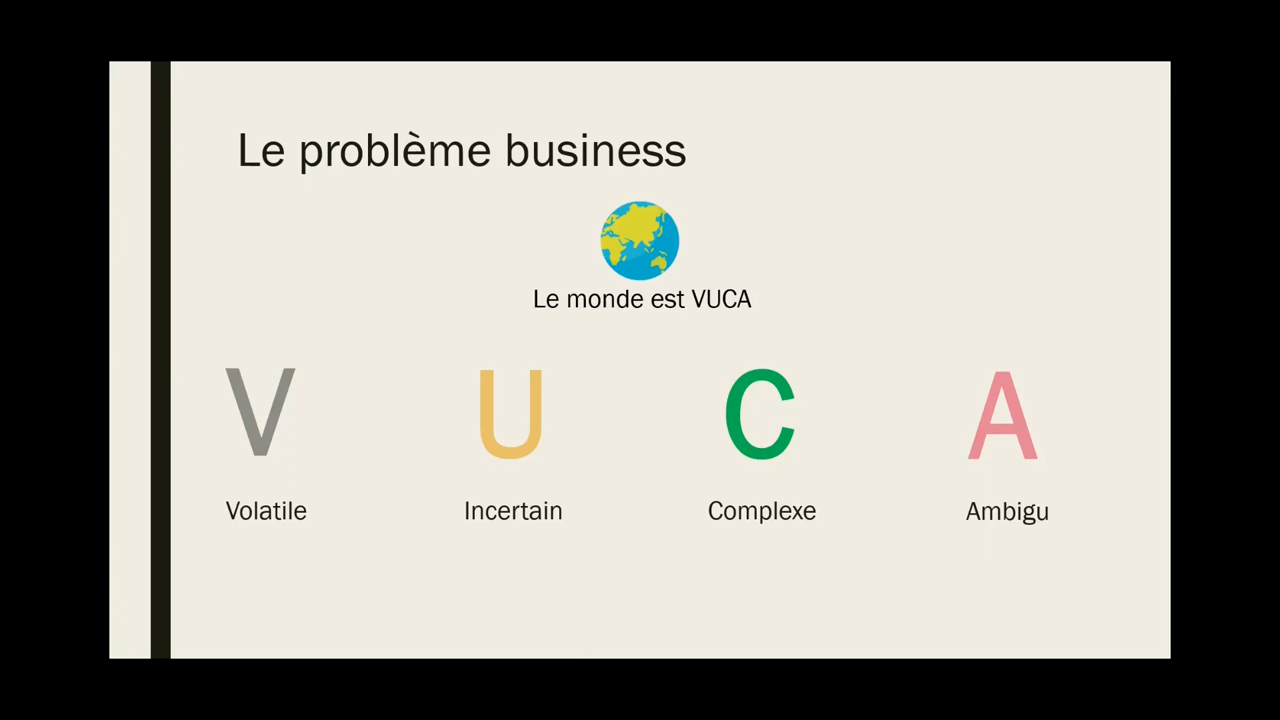 Le problème business
Le monde est VUCA
V U C A
Volatile Incertain Complexe Ambigu